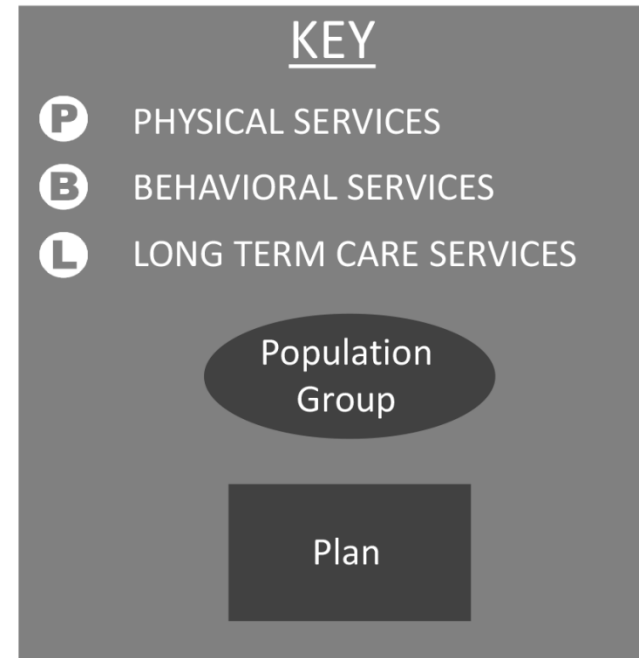 KEY
P PHYSICAL SERVICES
B BEHAVIORAL SERVICES
L LONG TERM CARE SERVICES
Population
Group
Plan